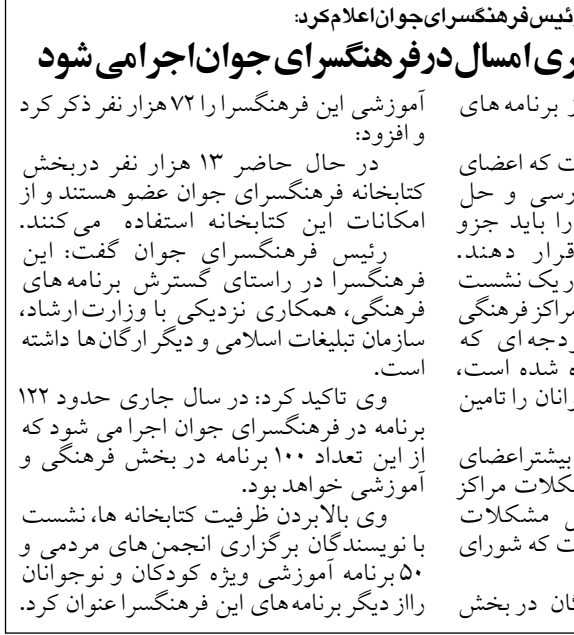 رئیس فرهنگسرای جوان اعلام کرد:
ری امسال در فرهنگسرای جوان اجرا می شود
برنامه های
ت که اعضای
رسی و حل
را باید جزو
قرار دهند.
ر یک نشست
مراکز فرهنگی
ودجه ای که
ه شده است،
وانان را تامین
بیشتر اعضای
کلات مراکز
مشکلات
ت که شورای
گان در بخش
آموزشی این فرهنگسرا را ۷۲ هزار نفر ذکر کرد
و افزود:
در حال حاضر ۱۳ هزار نفر دربخش
کتابخانه فرهنگسرای جوان عضو هستند و از
امکانات این کتابخانه استفاده می کنند.
رئیس فرهنگسرای جوان گفت: این
فرهنگسرا در راستای گسترش برنامه های
فرهنگی، همکاری نزدیکی با وزارت ارشاد،
سازمان تبلیغات اسلامی و دیگر ارگان ها داشته
است.
وی تاکید کرد: در سال جاری حدود ۱۲۲
برنامه در فرهنگسرای جوان اجرا می شود که
از این تعداد ۱۰۰ برنامه در بخش فرهنگی و
آموزشی خواهد بود.
وی بالابردن ظرفیت کتابخانه ها، نشست
با نویسندگان برگزاری انجمن های مردمی و
۵۰ برنامه آموزشی ویژه کودکان و نوجوانان
رااز دیگر برنامه های این فرهنگسرا عنوان کرد.